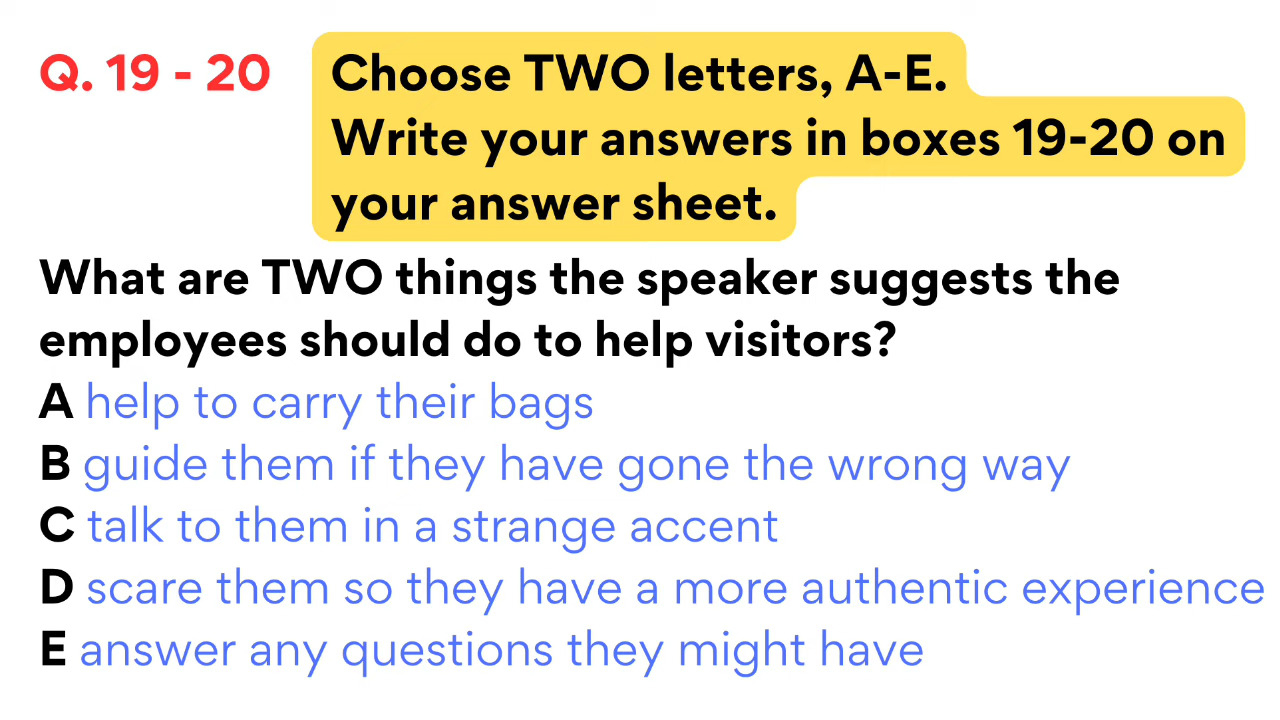 Q. 19 - 20
Choose TWO letters, A-E.
Write your answers in boxes 19-20 on
your answer sheet.
What are TWO things the speaker suggests the
employees should do to help visitors?
A help to carry their bags
B guide them if they have gone the wrong way
C talk to them in a strange accent
D scare them so they have a more authentic experience
E answer any questions they might have